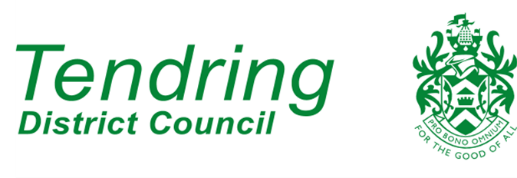 Tendring
District Council
PRO BONO OMNIUM
FOR THE GOOD OF ALL